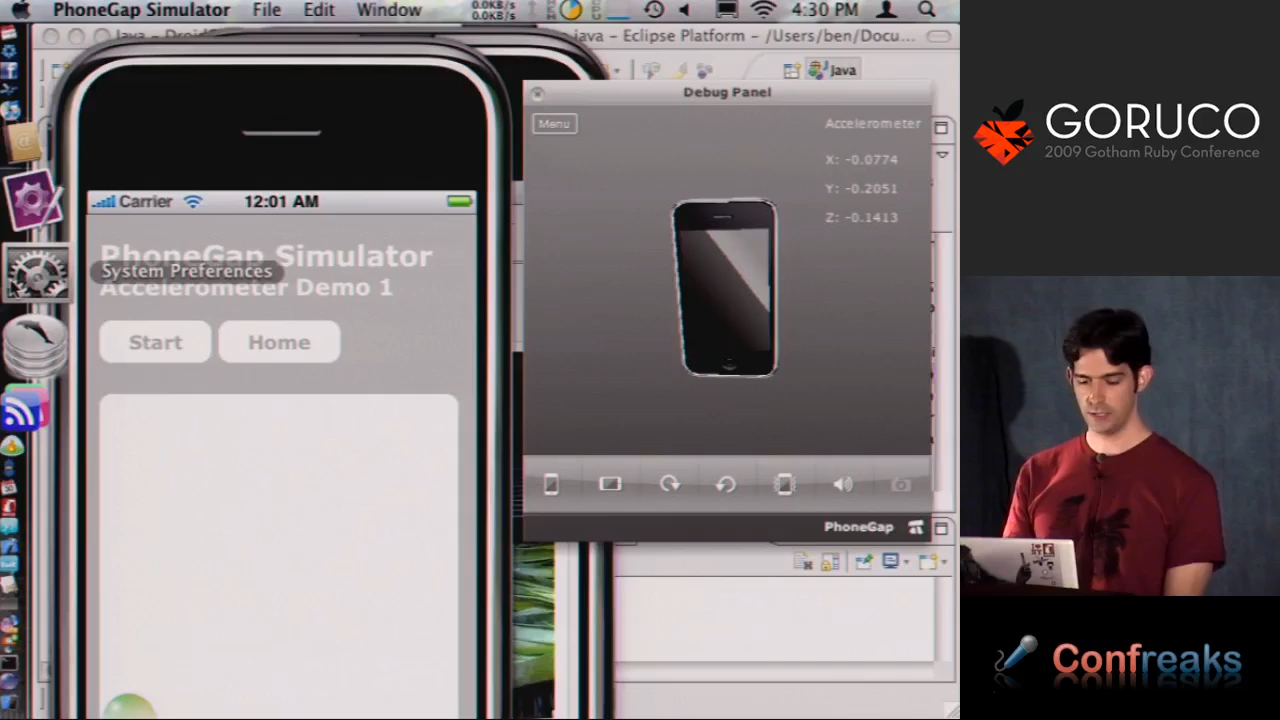 PhoneGap Simulator File Edit Window 0.0KB/s 0.0KB/s 4:30 PM
.java - Eclipse Platform - /Users/ben/Docu...
Java
Debug Panel
Menu
Accelerometer
X: -0.0774
Y: -0.2051
Z: -0.1413
PhoneGap
Carrier 12:01 AM
PhoneGap Simulator
System Preferences
Accelerometer Demo 1
Start Home
GORUCO
2009 Gotham Ruby Conference
Confreaks